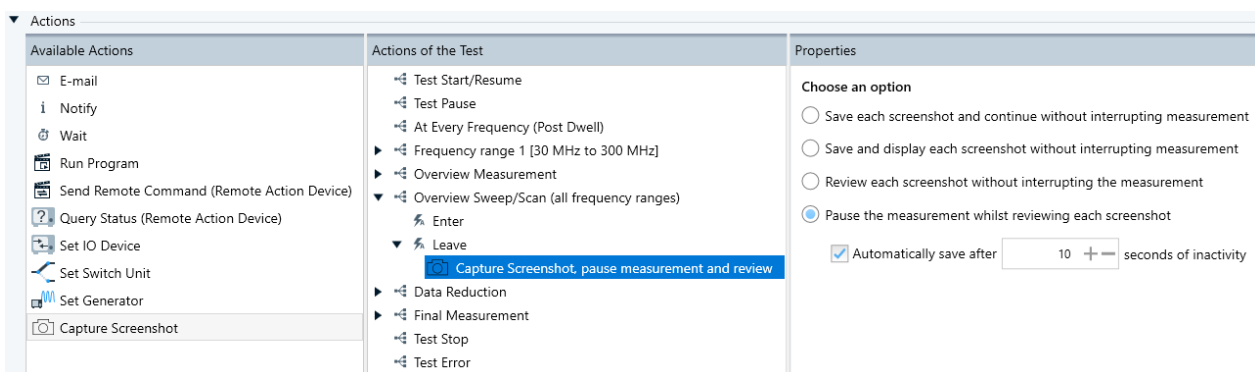 Actions
Available Actions
E-mail
Notify
Wait
Run Program
Send Remote Command (Remote Action Device)
Query Status (Remote Action Device)
Set IO Device
Set Switch Unit
Set Generator
Capture Screenshot
Actions of the Test
Test Start/Resume
Test Pause
At Every Frequency (Post Dwell)
Frequency range 1 [30 MHz to 300 MHz]
Overview Measurement
Overview Sweep/Scan (all frequency ranges)
Enter
Leave
Capture Screenshot, pause measurement and review
Data Reduction
Final Measurement
Test Stop
Test Error
Properties
Choose an option
Save each screenshot and continue without interrupting measurement
Save and display each screenshot without interrupting measurement
Review each screenshot without interrupting the measurement
Pause the measurement whilst reviewing each screenshot
Automatically save after 10 seconds of inactivity